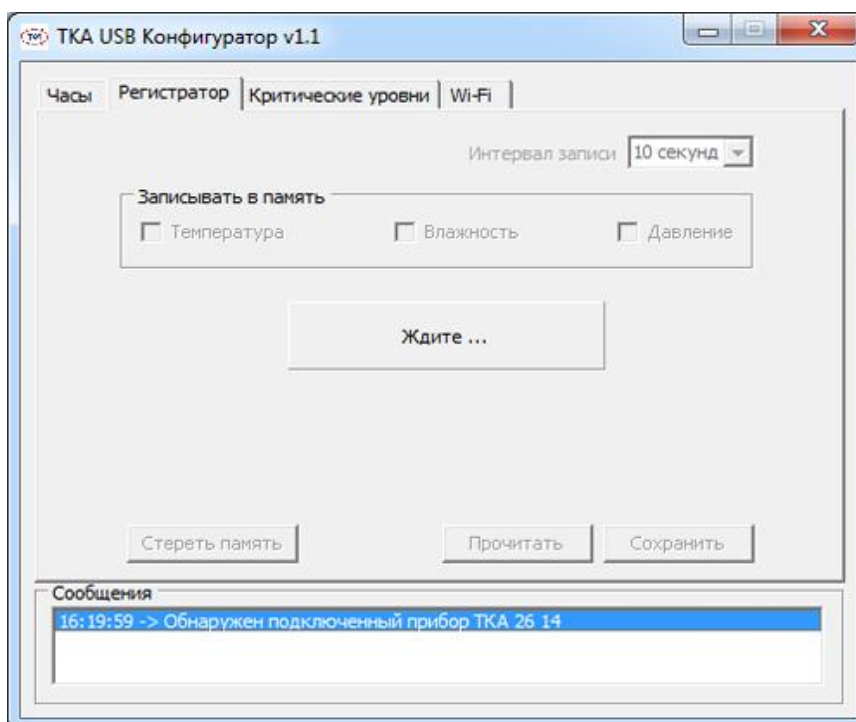 ТКА USB Конфигуратор v1.1
Часы Регистратор Критические уровни Wi-Fi
Интервал записи 10 секунд
Записывать в память
Температура Влажность Давление
Ждите ...
Стереть память Прочитать Сохранить
Сообщения
16:19:59 -> Обнаружен подключенный прибор ТКА 26 14